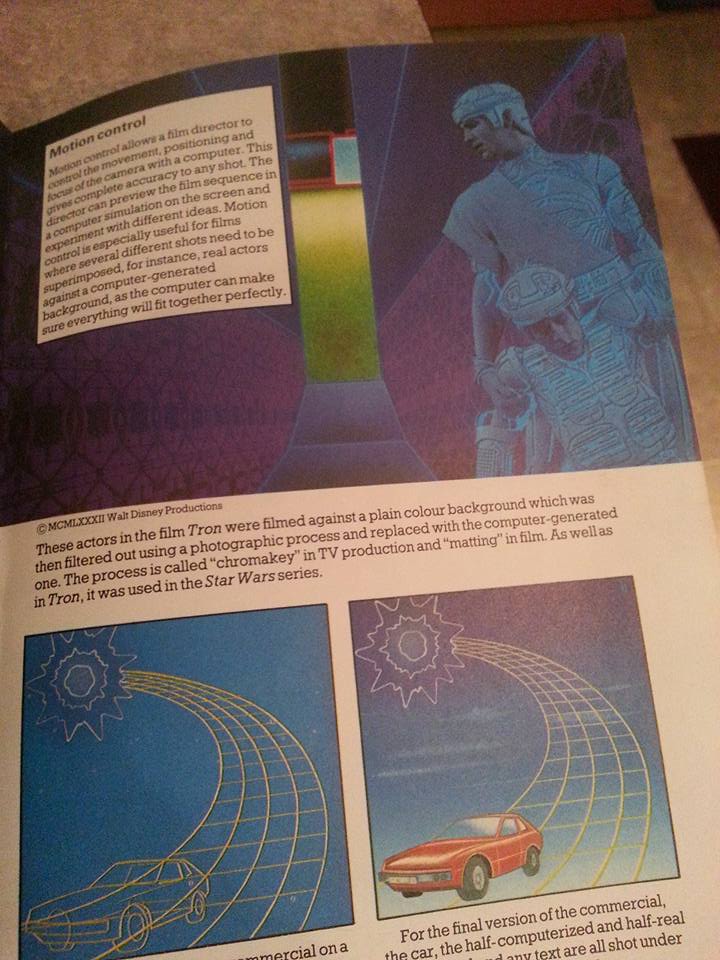 Motion control
Motion control allows a film director to
control the movement, positioning and
focus of the camera with a computer. This
gives complete accuracy to any shot. The
director can preview the film sequence in
a computer simulation on the screen and
experiment with different ideas. Motion
control is especially useful for films
where several different shots need to be
superimposed, for instance, real actors
against a computer-generated
background, as the computer can make
sure everything will fit together perfectly.
© MCMLXXXII Walt Disney Productions
These actors in the film Tron were filmed against a plain colour background which was
then filtered out using a photographic process and replaced with the computer-generated
one. The process is called "chromakey" in TV production and "matting" in film. As well as
in Tron, it was used in the Star Wars series.
commercial on a
For the final version of the commercial,
the car, the half-computerized and half-real
and any text are all shot under